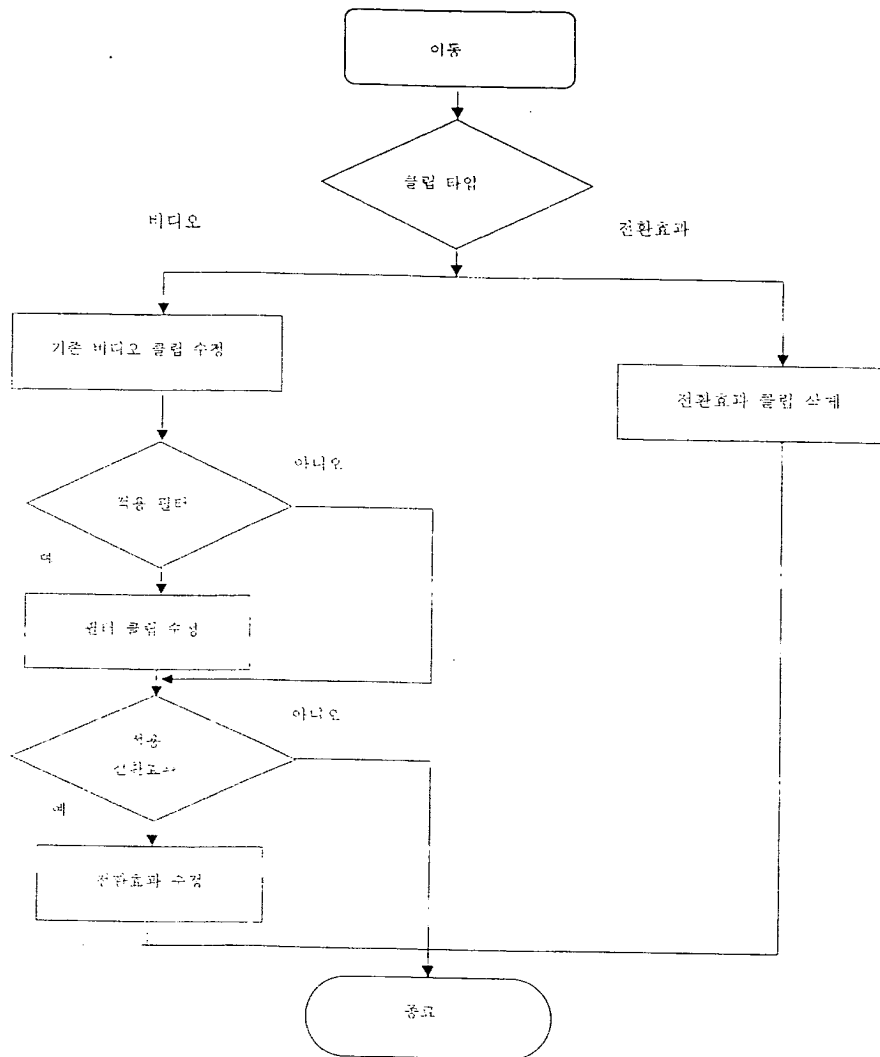 이동
클립 타입
비디오
전환효과
기존 비디오 클립 수정
전환효과 클립 삭제
아니오
적용 필터
예
필터 클립 수정
아니오
적용
전환효과
예
전환효과 수정
종료